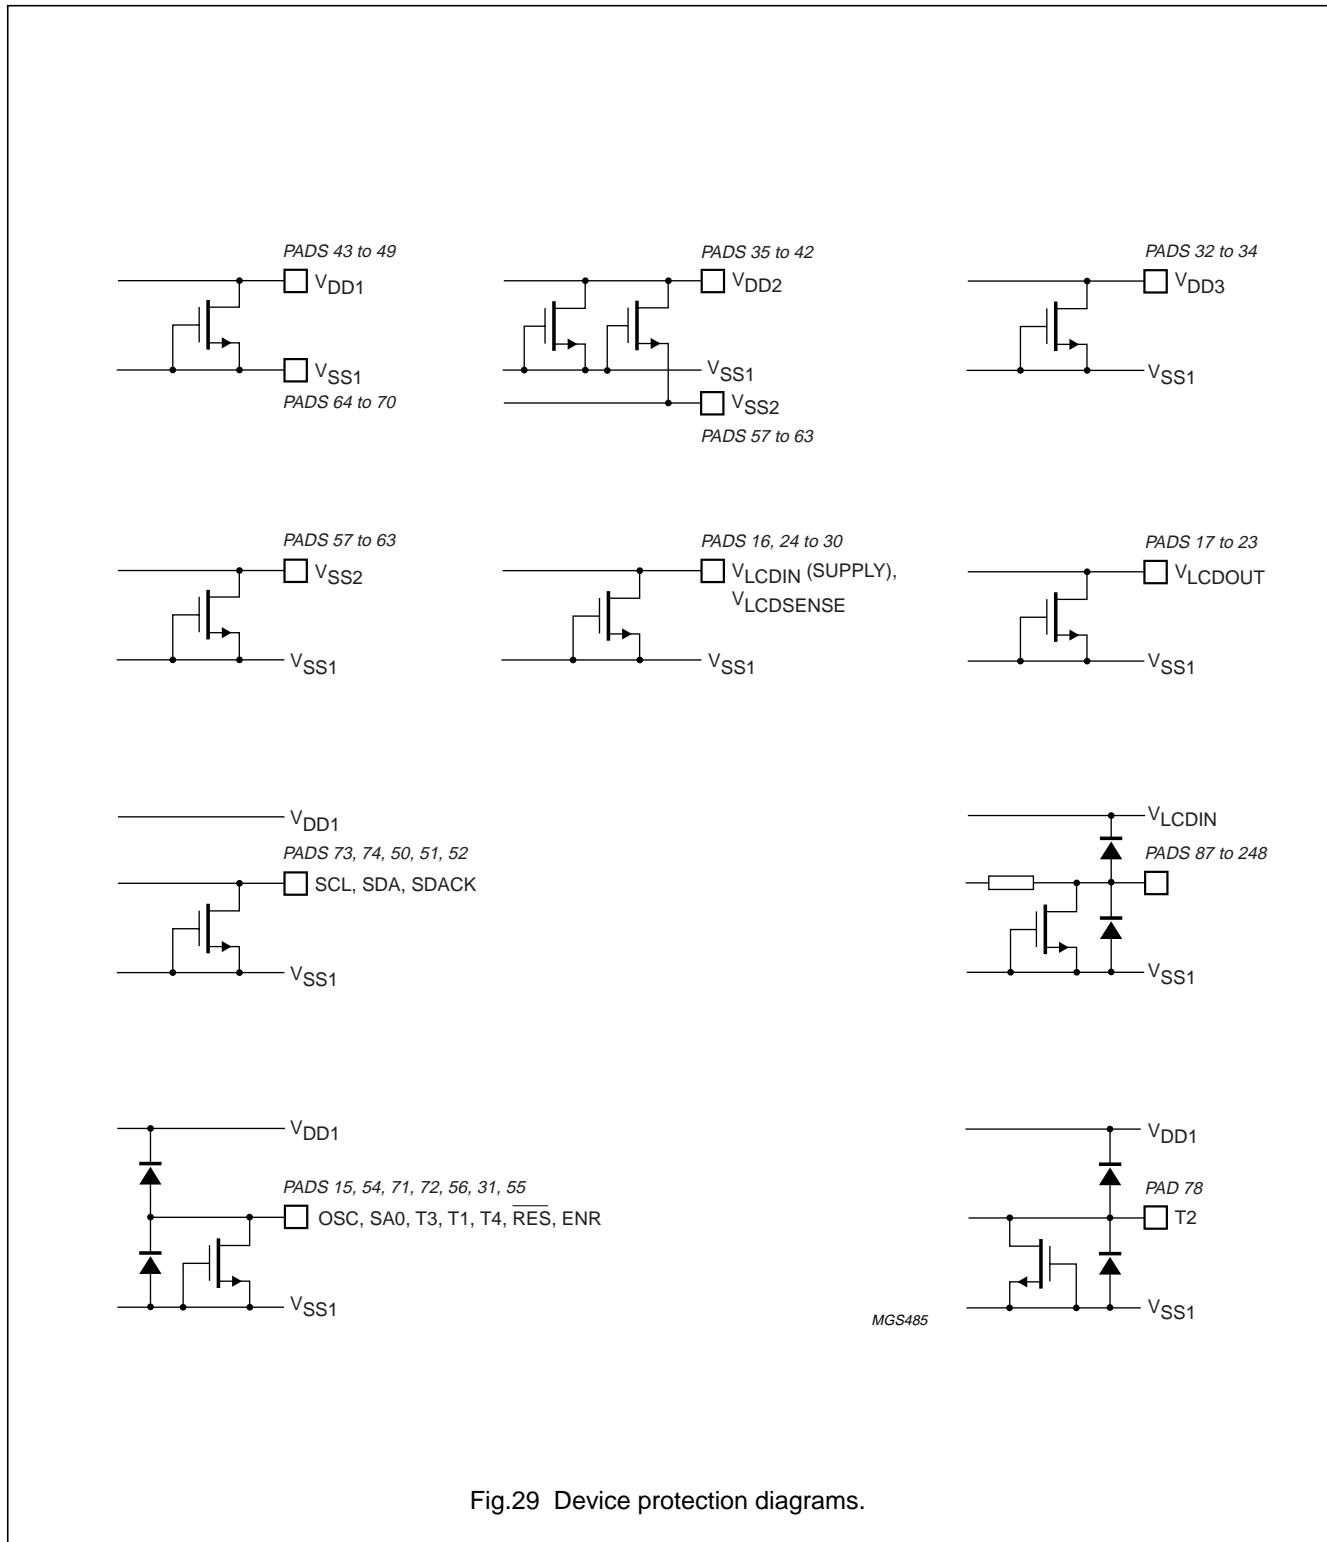 PADS 43 to 49
VDD1
VSS1
PADS 64 to 70
PADS 35 to 42
VDD2
VSS1
VSS2
PADS 57 to 63
PADS 32 to 34
VDD3
VSS1
PADS 57 to 63
VSS2
VSS1
PADS 16, 24 to 30
VLCDIN (SUPPLY),
VLCDSENSE
VSS1
PADS 17 to 23
VLCDOUT
VSS1
VDD1
PADS 73, 74, 50, 51, 52
SCL, SDA, SDACK
VSS1
VLCDIN
PADS 87 to 248
VSS1
VDD1
PADS 15, 54, 71, 72, 56, 31, 55
OSC, SA0, T3, T1, T4, R̅E̅S̅, ENR
VSS1
VDD1
PAD 78
T2
VSS1
MGS485
Fig.29 Device protection diagrams.